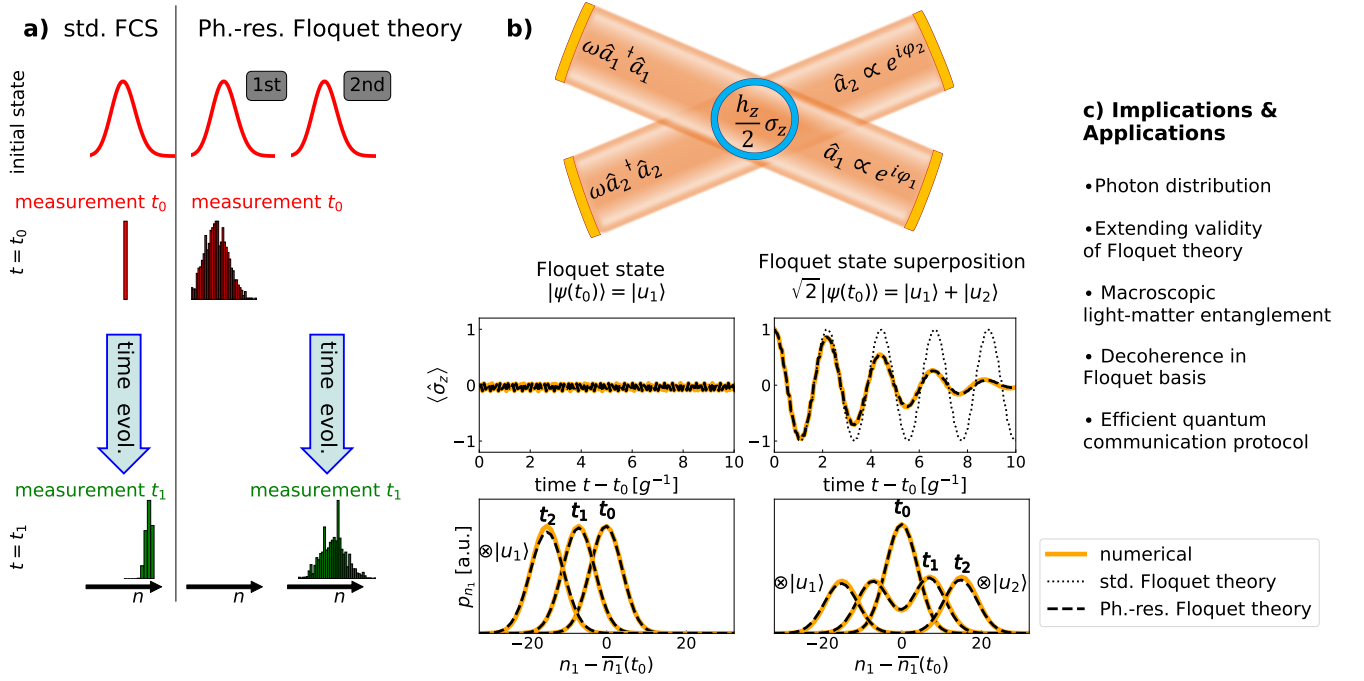 a) std. FCS
Ph.-res. Floquet theory
initial state
1st
2nd
measurement t₀
measurement t₀
t = t₀
time evol.
time evol.
measurement t₁
measurement t₁
t = t₁
n
n
n
b)
ωâ₁†â₁
â₂ ∝ e^{iφ₂}
h_z/2 σ_z
ωâ₂†â₂
â₁ ∝ e^{iφ₁}
Floquet state
|ψ(t₀)⟩ = |u₁⟩
Floquet state superposition
√2|ψ(t₀)⟩ = |u₁⟩ + |u₂⟩
⟨σ̂_z⟩
1
0
−1
0 2 4 6 8 10
time t − t₀ [g⁻¹]
1
0
−1
0 2 4 6 8 10
time t − t₀ [g⁻¹]
p_{n₁} [a.u.]
t₂ t₁ t₀
⊗|u₁⟩
−20 0 20
n₁ − n̅₁(t₀)
t₀
t₁ t₂
⊗|u₁⟩
⊗|u₂⟩
−20 0 20
n₁ − n̅₁(t₀)
c) Implications &
Applications
•Photon distribution
•Extending validity
of Floquet theory
• Macroscopic
light-matter entanglement
• Decoherence in
Floquet basis
• Efficient quantum
communication protocol
numerical
std. Floquet theory
Ph.-res. Floquet theory